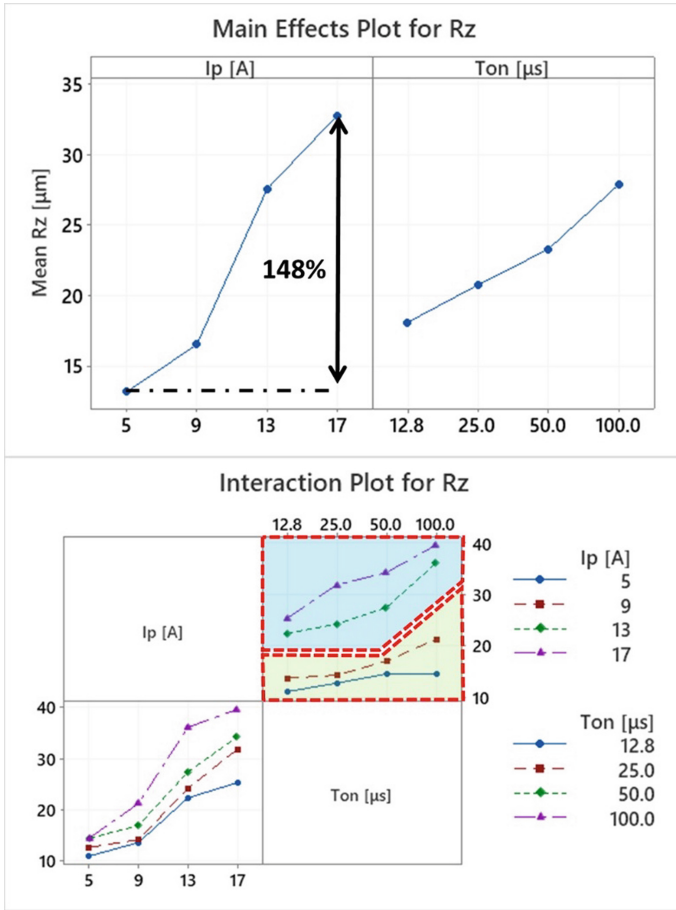 Main Effects Plot for Rz
Ip [A] Ton [µs]
35
30
25
20
15
Mean Rz [µm]
148%
5 9 13 17 12.8 25.0 50.0 100.0
Interaction Plot for Rz
12.8 25.0 50.0 100.0
40
30
20
10
Ip [A]
Ip [A]
5
9
13
17
40
30
20
10
Ton [µs]
Ton [µs]
12.8
25.0
50.0
100.0
5 9 13 17